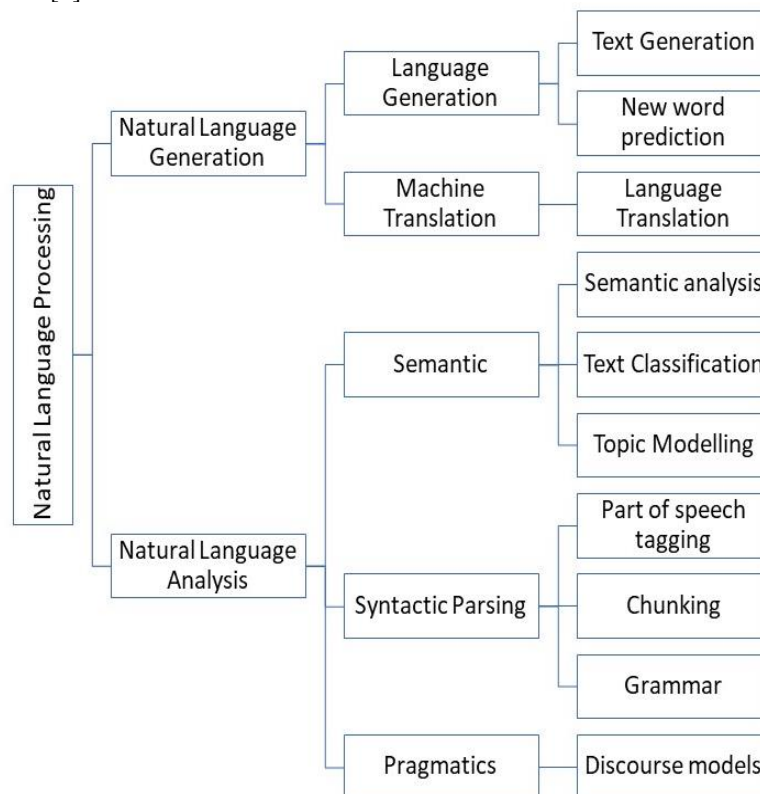 Text Generation
Language
Generation
New word
prediction
Natural Language
Generation
Machine
Translation
Language
Translation
Natural Language Processing
Semantic analysis
Semantic
Text Classification
Topic Modelling
Natural Language
Analysis
Part of speech
tagging
Syntactic Parsing
Chunking
Grammar
Pragmatics
Discourse models